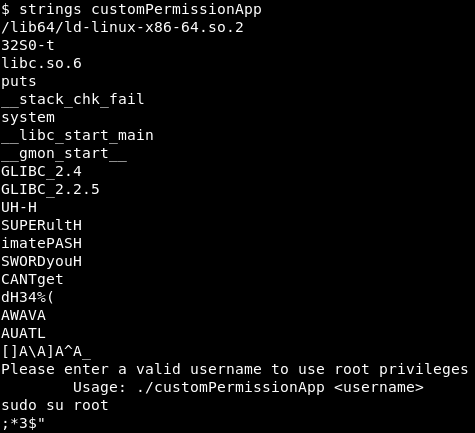 $ strings customPermissionApp
/lib64/ld-linux-x86-64.so.2
32S0-t
libc.so.6
puts
__stack_chk_fail
system
__libc_start_main
__gmon_start__
GLIBC_2.4
GLIBC_2.2.5
UH-H
SUPERultH
imatePASH
SWORDyouH
CANTget
dH34%(
AWAVA
AUATL
[]A\A]A^A_
Please enter a valid username to use root privileges
        Usage: ./customPermissionApp <username>
sudo su root
;*3$"